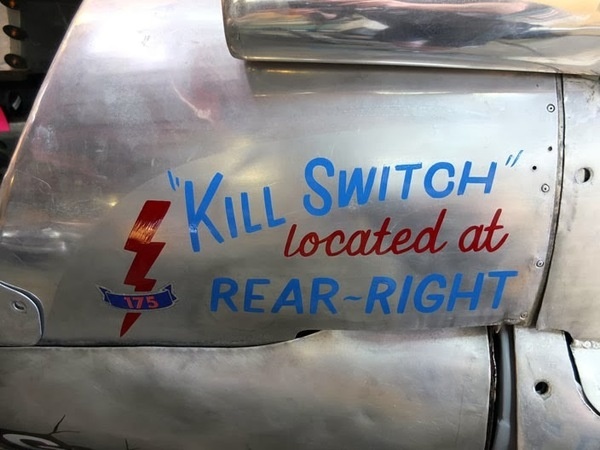 "KILL SWITCH"
located at
REAR~RIGHT
175